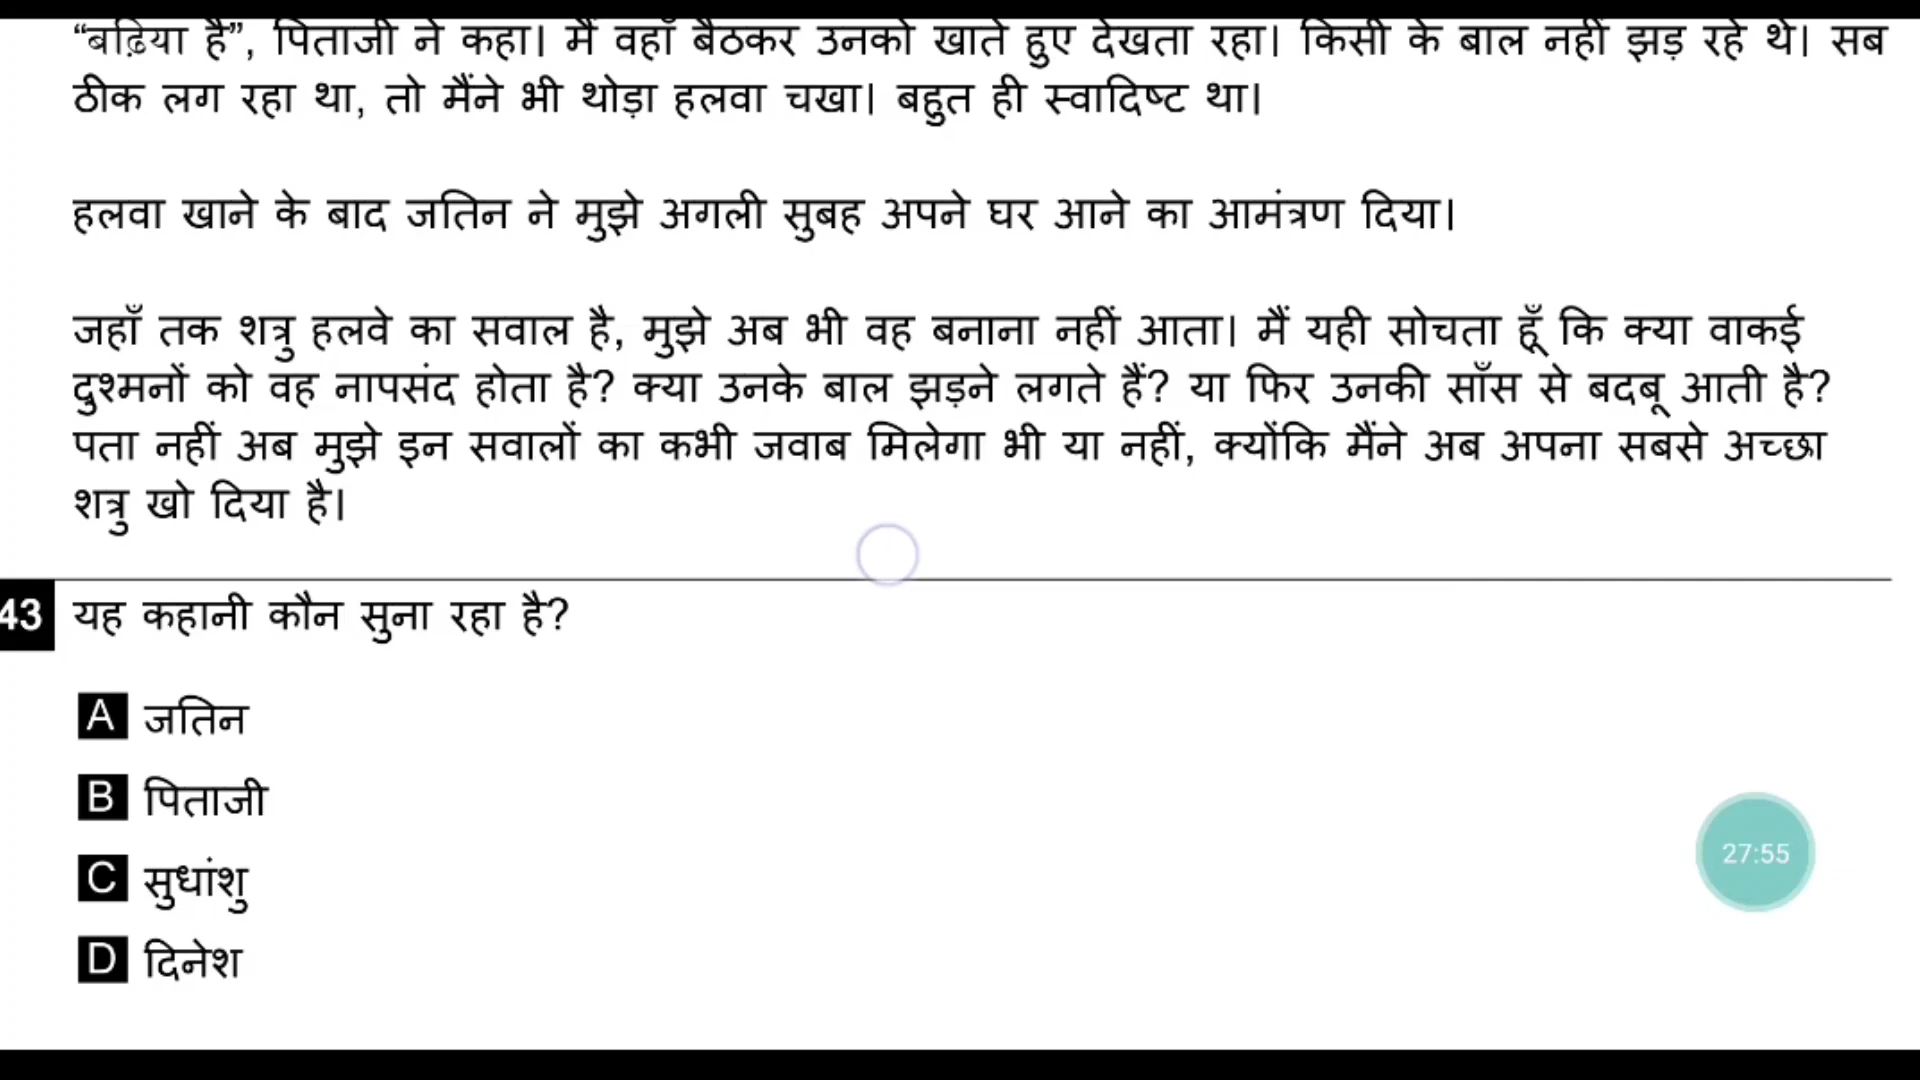 “बढ़िया है”, पिताजी ने कहा। मैं वहाँ बैठकर उनको खाते हुए देखता रहा। किसी के बाल नहीं झड़ रहे थे। सब
ठीक लग रहा था, तो मैंने भी थोड़ा हलवा चखा। बहुत ही स्वादिष्ट था।
हलवा खाने के बाद जतिन ने मुझे अगली सुबह अपने घर आने का आमंत्रण दिया।
जहाँ तक शत्रु हलवे का सवाल है, मुझे अब भी वह बनाना नहीं आता। मैं यही सोचता हूँ कि क्या वाकई
दुश्मनों को वह नापसंद होता है? क्या उनके बाल झड़ने लगते हैं? या फिर उनकी साँस से बदबू आती है?
पता नहीं अब मुझे इन सवालों का कभी जवाब मिलेगा भी या नहीं, क्योंकि मैंने अब अपना सबसे अच्छा
शत्रु खो दिया है।
43 यह कहानी कौन सुना रहा है?
A जतिन
B पिताजी
C सुधांशु
D दिनेश
27:55